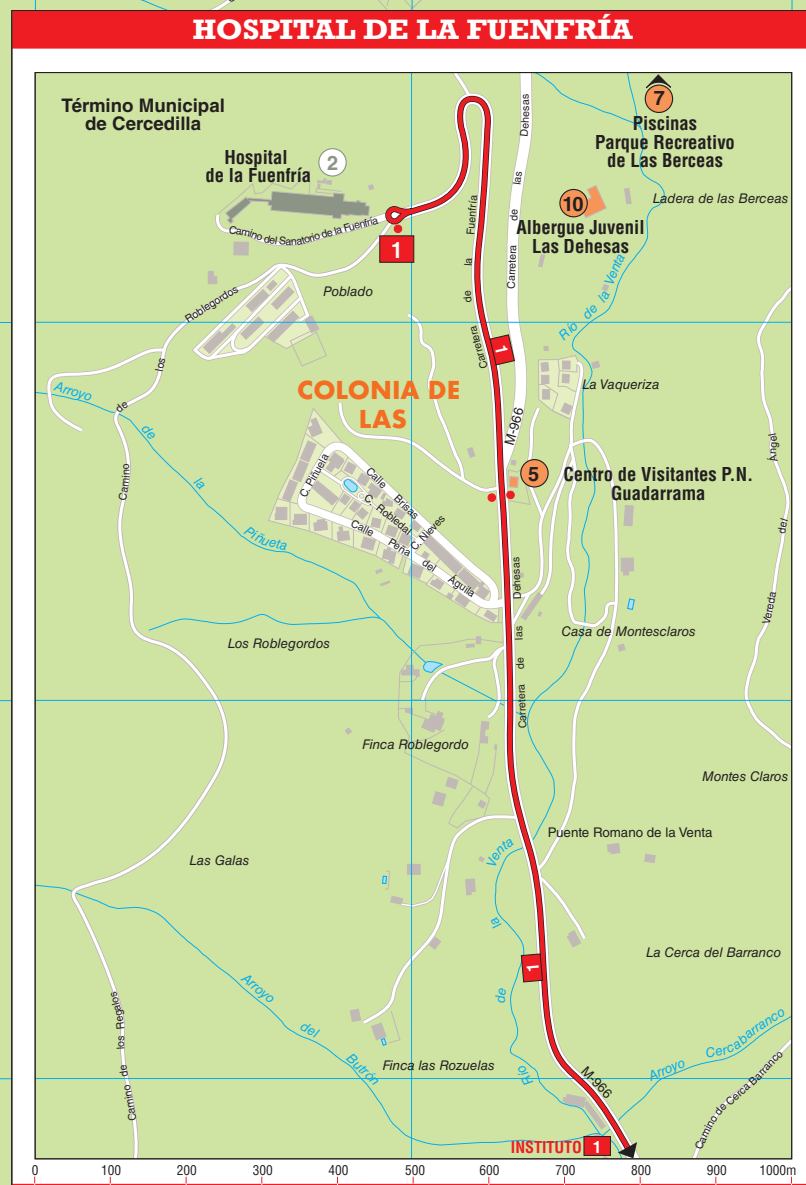 HOSPITAL DE LA FUENFRÍA
Término Municipal
de Cercedilla
7
Piscinas
Parque Recreativo
de Las Berceas
Hospital
de la Fuenfría
2
Dehesas
las
de
Carretera
Ladera de las Berceas
10
Albergue Juvenil
Las Dehesas
Camino del Sanatorio de la Fuenfría
1
Carretera de la Fuenfría
Río de la Venta
Poblado
Camino de los Roblegordos
1
Arroyo de la Piñueta
COLONIA DE
LAS
La Vaqueriza
M-966
Ángel
del
Vereda
5
Centro de Visitantes P.N.
Guadarrama
C. Piñuela
Calle Brisas
C. Robledal
C. Nieves
Calle Peña del Águila
Carretera de las Dehesas
Los Roblegordos
Casa de Montesclaros
Finca Roblegordo
Montes Claros
Puente Romano de la Venta
Las Galas
Río de la Venta
La Cerca del Barranco
1
Arroyo del Butrón
Camino de los Regalos
Finca las Rozuelas
M-966
Arroyo Cercabarranco
Camino de Cerca Barranco
INSTITUTO 1
0 100 200 300 400 500 600 700 800 900 1000m